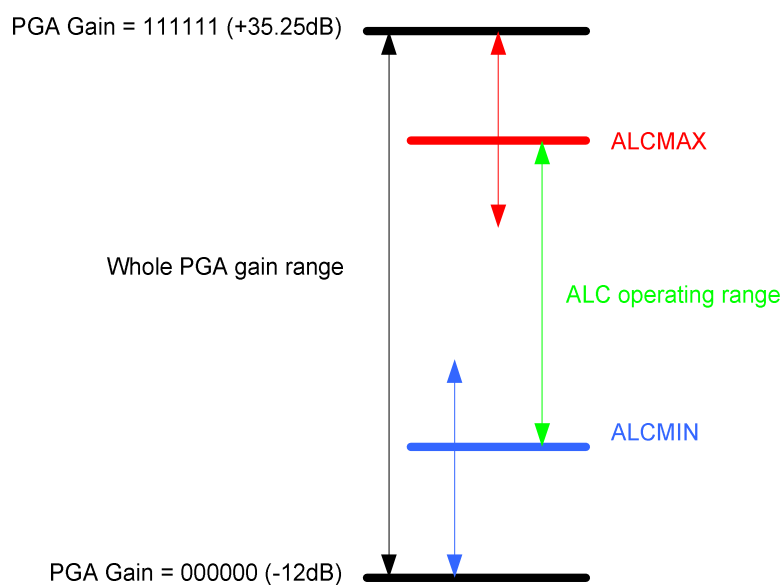 PGA Gain = 111111 (+35.25dB)
ALCMAX
Whole PGA gain range
ALC operating range
ALCMIN
PGA Gain = 000000 (-12dB)